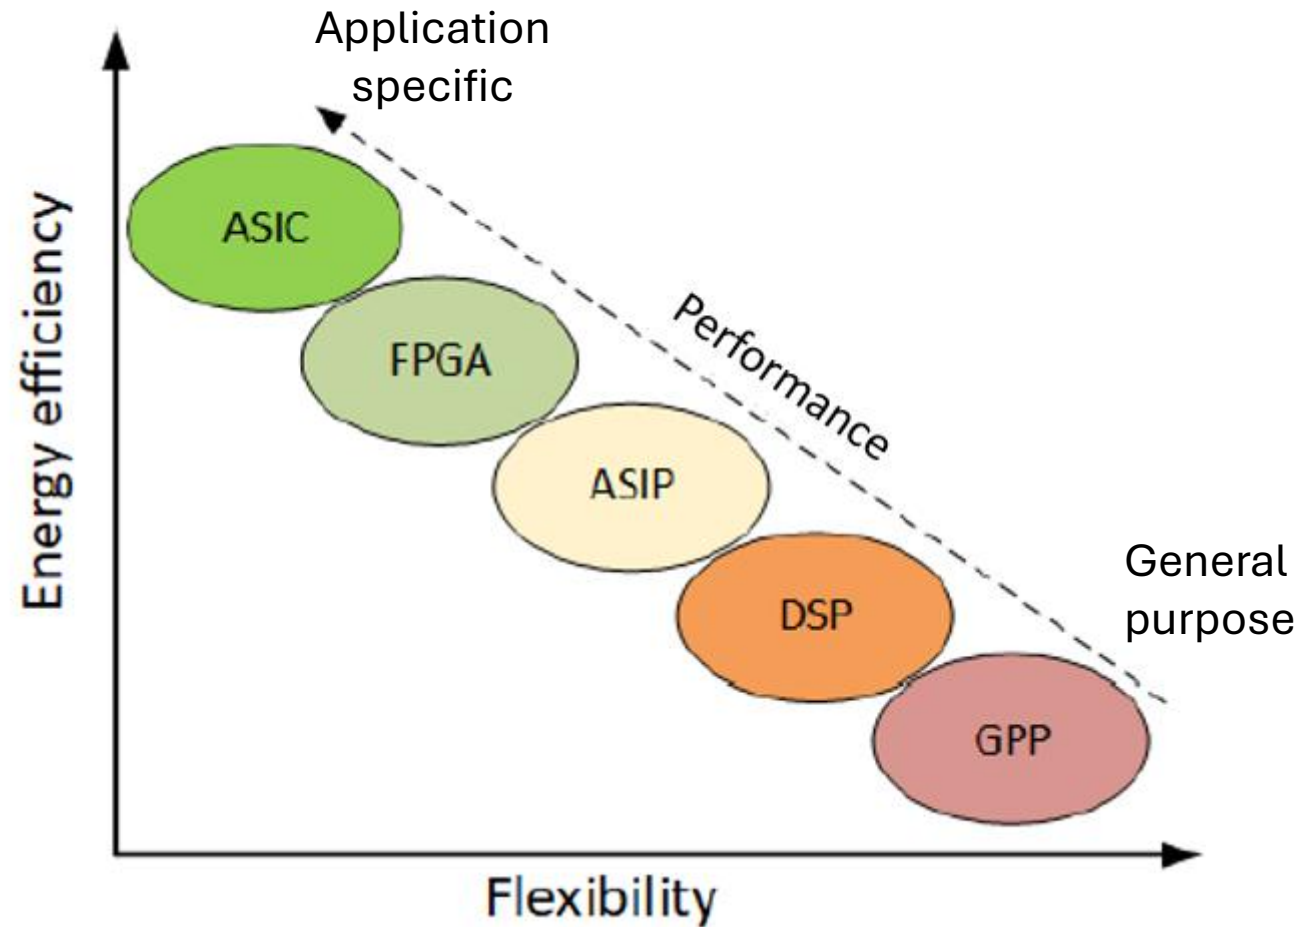 Application
specific
ASIC
FPGA
Performance
ASIP
General
purpose
DSP
GPP
Energy efficiency
Flexibility